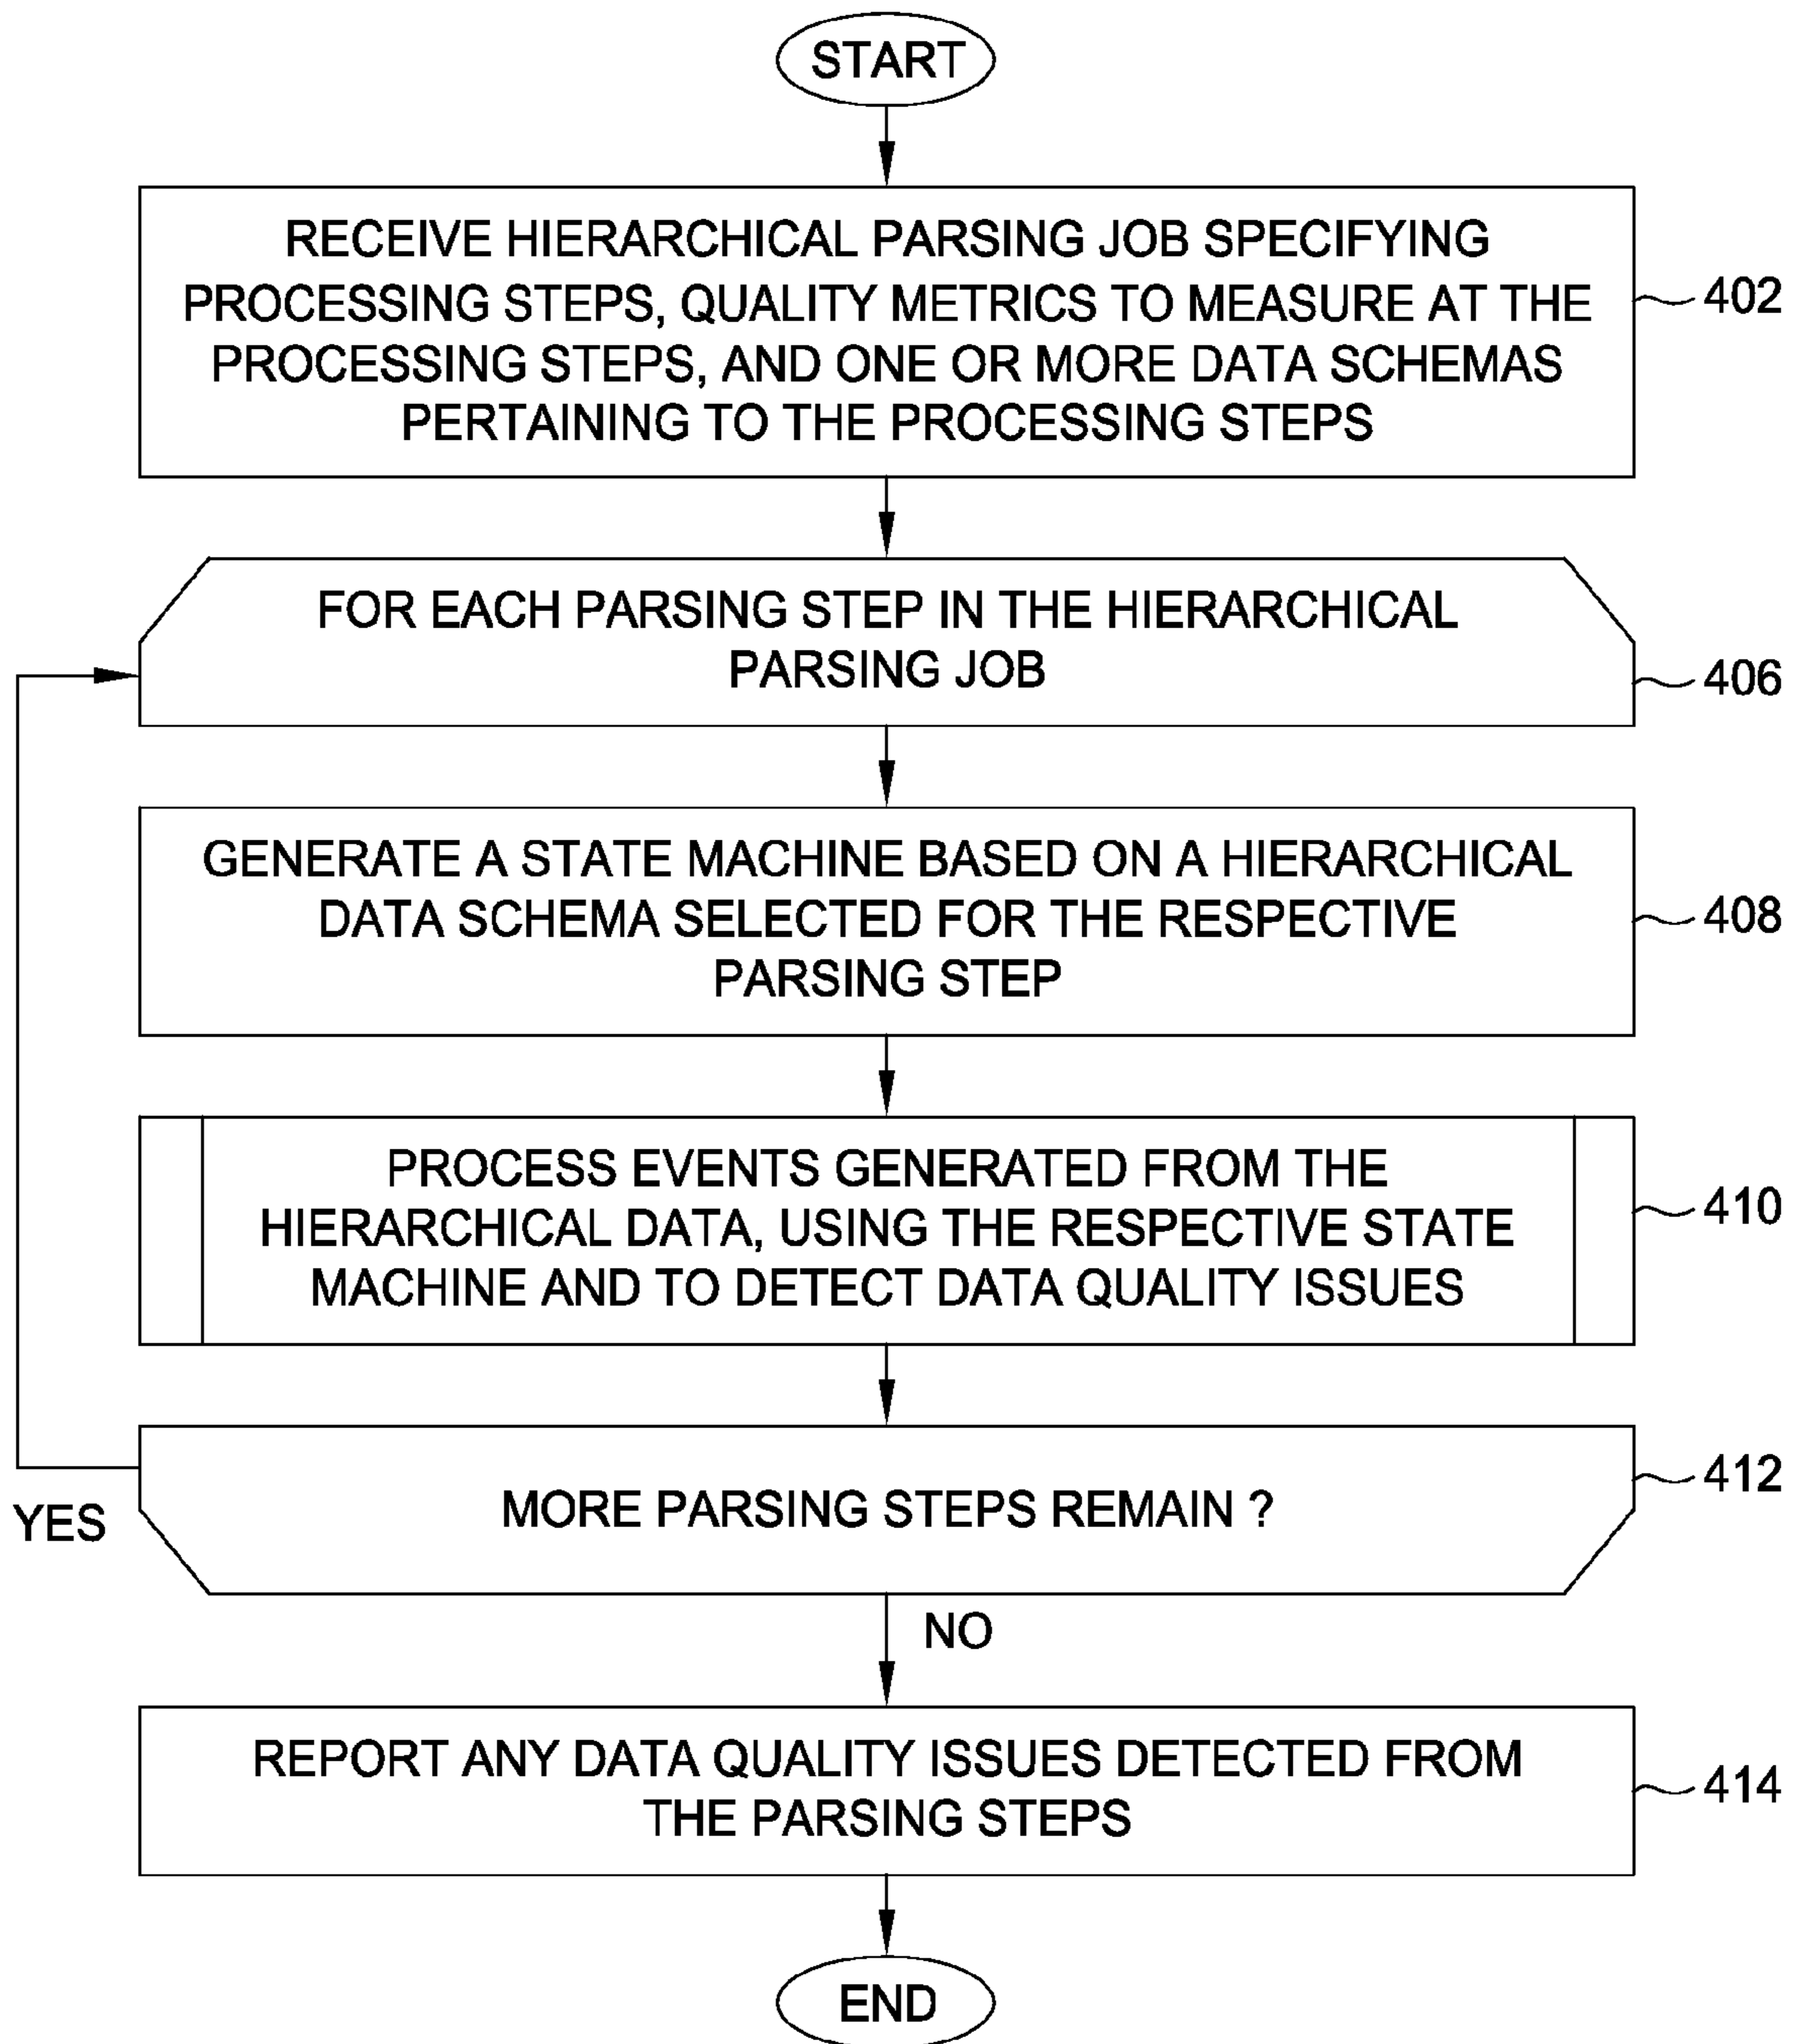 START
RECEIVE HIERARCHICAL PARSING JOB SPECIFYING
PROCESSING STEPS, QUALITY METRICS TO MEASURE AT THE
PROCESSING STEPS, AND ONE OR MORE DATA SCHEMAS
PERTAINING TO THE PROCESSING STEPS
402
FOR EACH PARSING STEP IN THE HIERARCHICAL
PARSING JOB
406
GENERATE A STATE MACHINE BASED ON A HIERARCHICAL
DATA SCHEMA SELECTED FOR THE RESPECTIVE
PARSING STEP
408
PROCESS EVENTS GENERATED FROM THE
HIERARCHICAL DATA, USING THE RESPECTIVE STATE
MACHINE AND TO DETECT DATA QUALITY ISSUES
410
MORE PARSING STEPS REMAIN ?
412
YES
NO
REPORT ANY DATA QUALITY ISSUES DETECTED FROM
THE PARSING STEPS
414
END